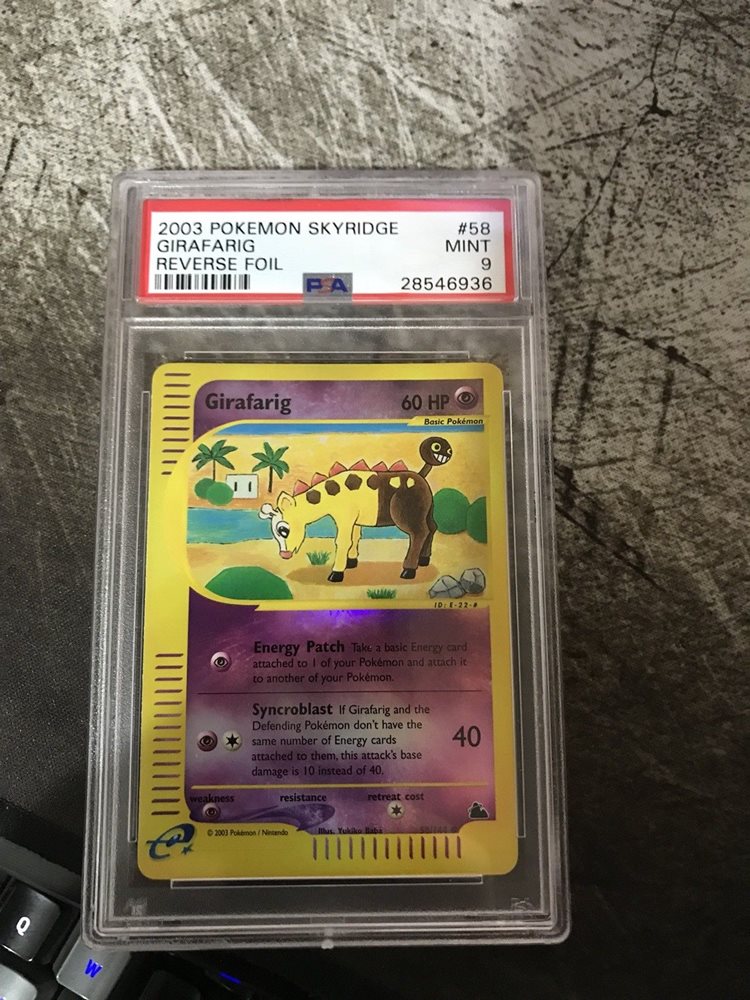 2003 POKEMON SKYRIDGE #58
GIRAFARIG MINT
REVERSE FOIL 9
PSA 28546936
Girafarig 60 HP
Basic Pokémon
ID: E-22-#
Energy Patch Take a basic Energy card
attached to 1 of your Pokémon and attach it
to another of your Pokémon.
Syncroblast If Girafarig and the
Defending Pokémon don't have the
same number of Energy cards
attached to them, this attack's base
damage is 10 instead of 40.
40
weakness resistance retreat cost
e
© 2003 Pokémon / Nintendo Illus. Yukiko Baba
Q
W